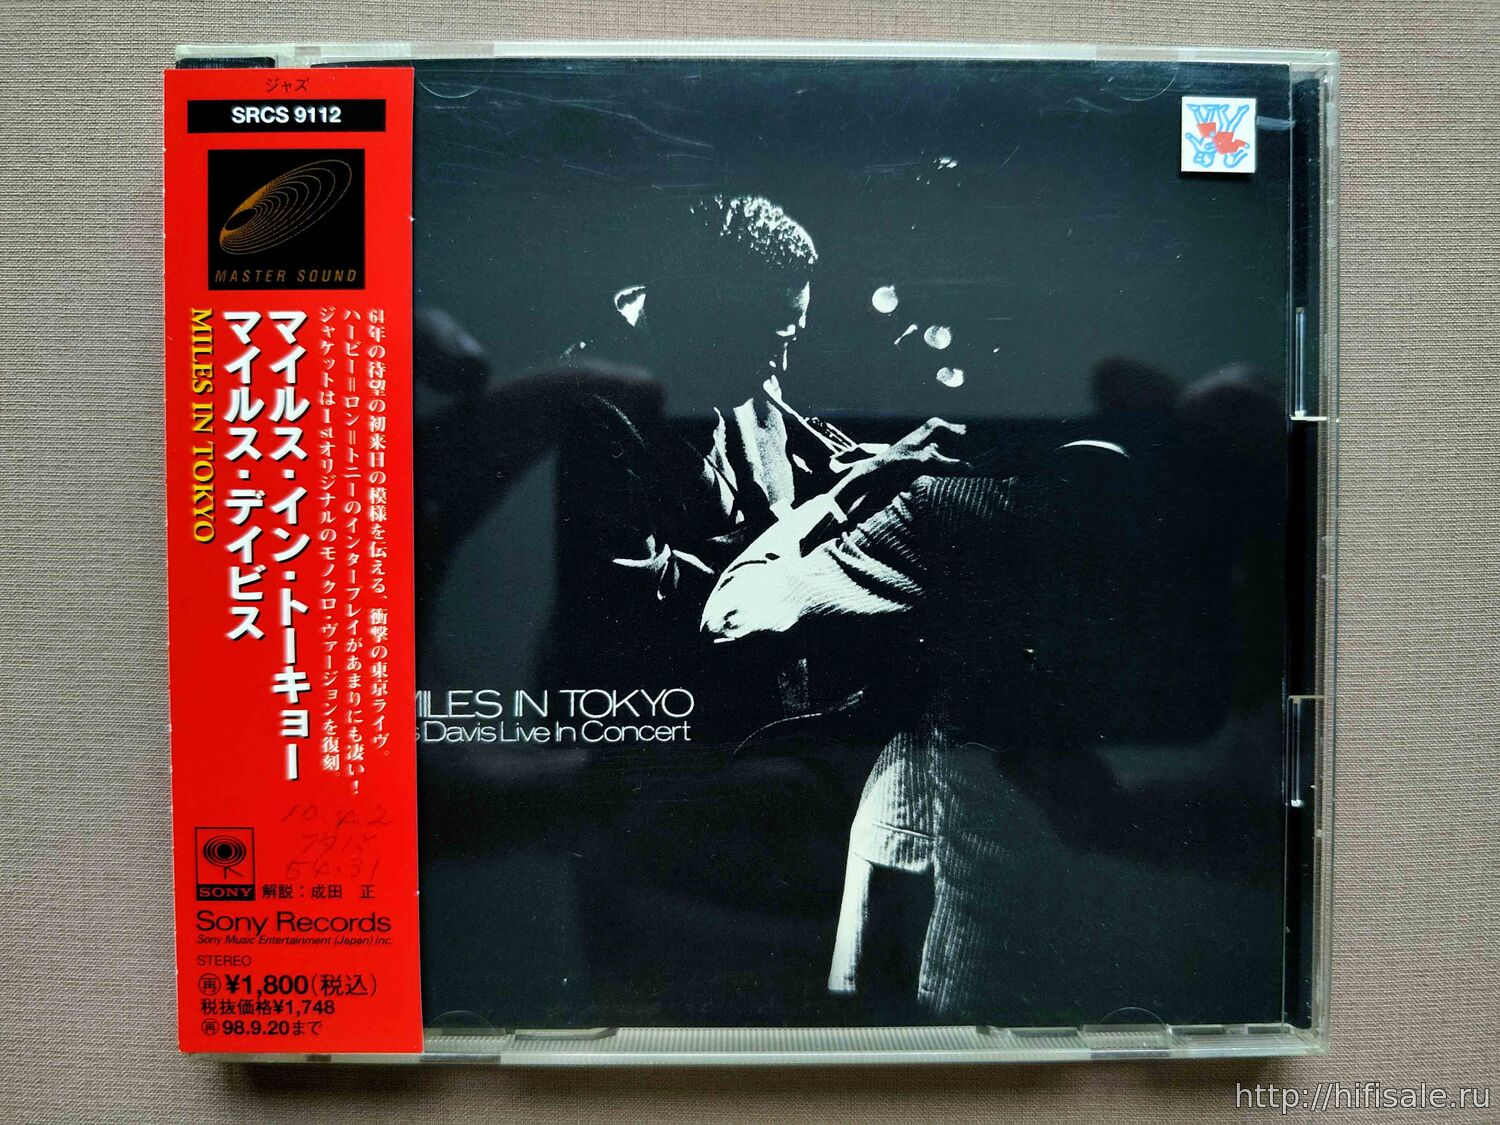 ジャズ
SRCS 9112
MASTER SOUND
64年の待望の初来日の模様を伝える、衝撃の東京ライヴ。
ハービー=ロン=トニーのインタープレイがあまりにも凄い!
ジャケットは1stオリジナルのモノクロ・ヴァージョンを復刻。
マイルス・イン・トーキョー
マイルス・デイビス
MILES IN TOKYO
MILES IN TOKYO
Davis Live In Concert
10.4.2
54:31
SONY
解説:成田 正
Sony Records
Sony Music Entertainment (Japan) Inc.
STEREO
再¥1,800(税込)
税抜価格¥1,748
再98.9.20まで
http://hifisale.ru